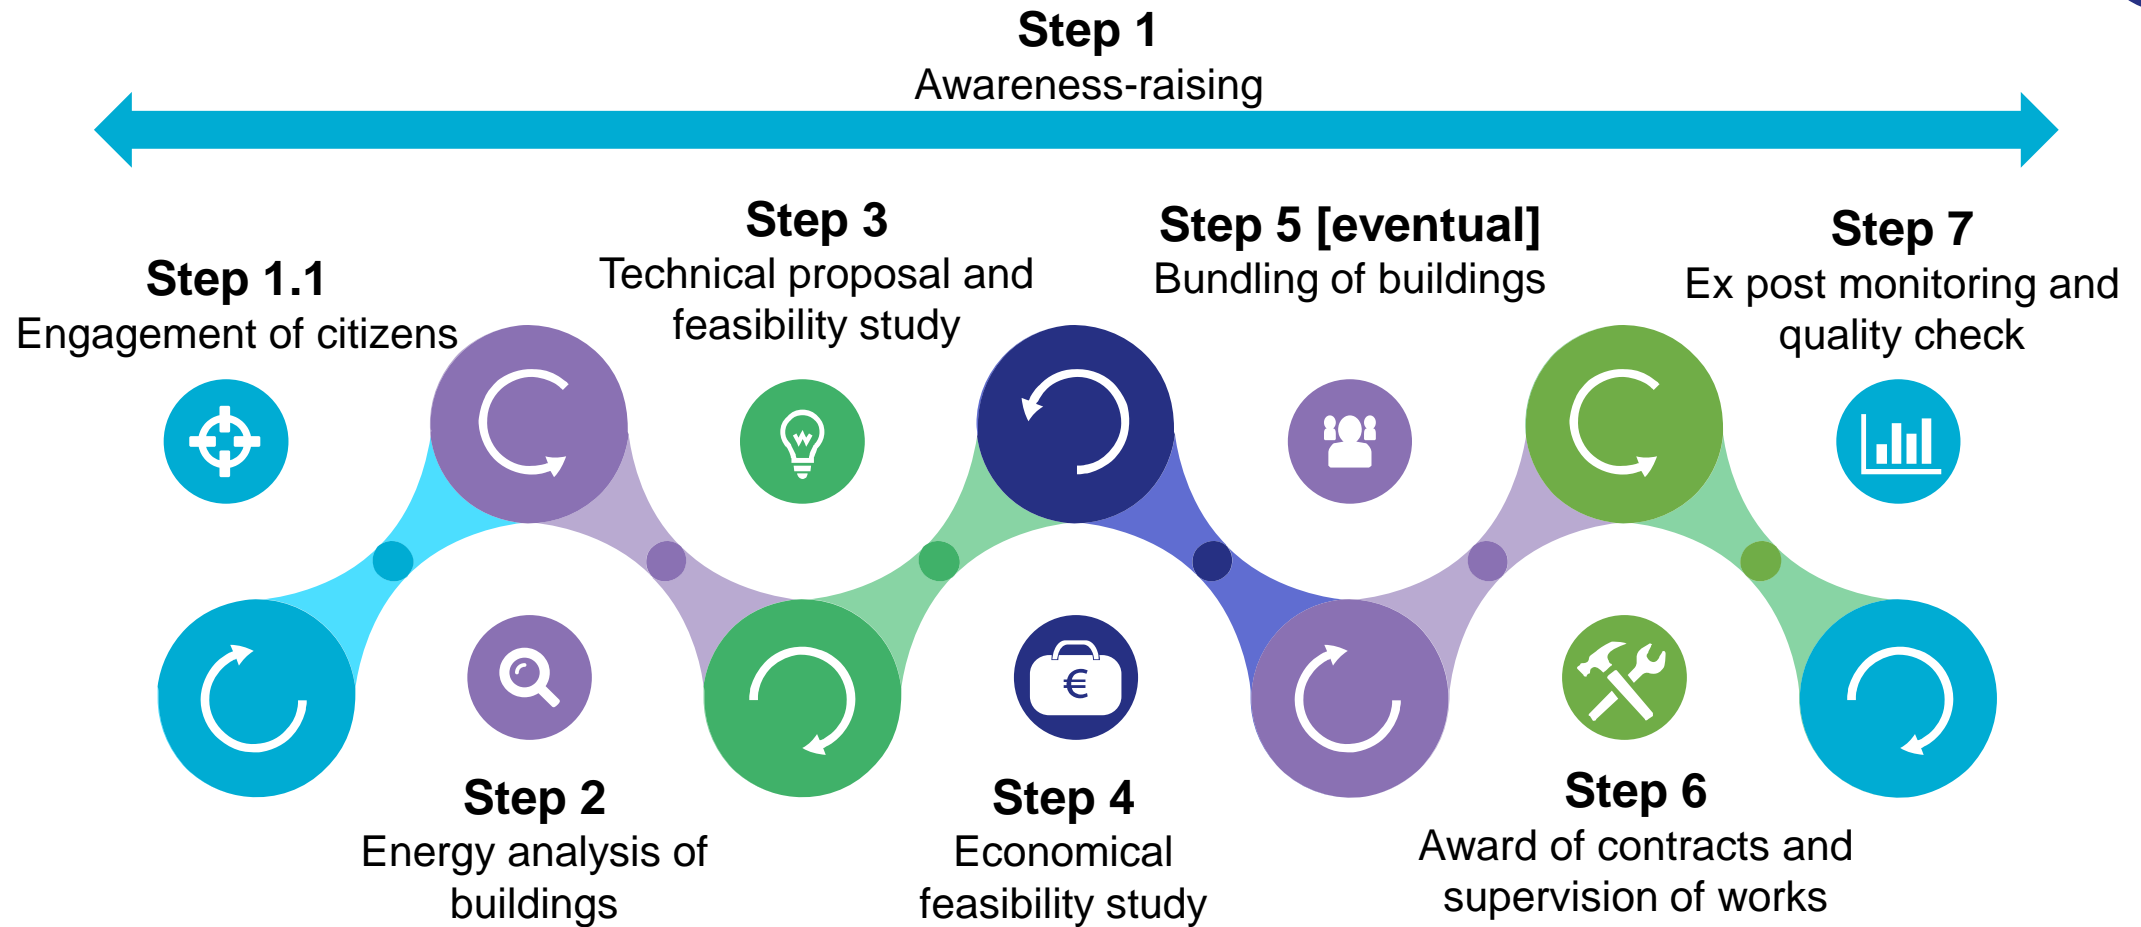 Step 1
Awareness-raising
Step 1.1
Engagement of citizens
Step 2
Energy analysis of
buildings
Step 3
Technical proposal and
feasibility study
Step 4
Economical
feasibility study
€
Step 5 [eventual]
Bundling of buildings
Step 6
Award of contracts and
supervision of works
Step 7
Ex post monitoring and
quality check